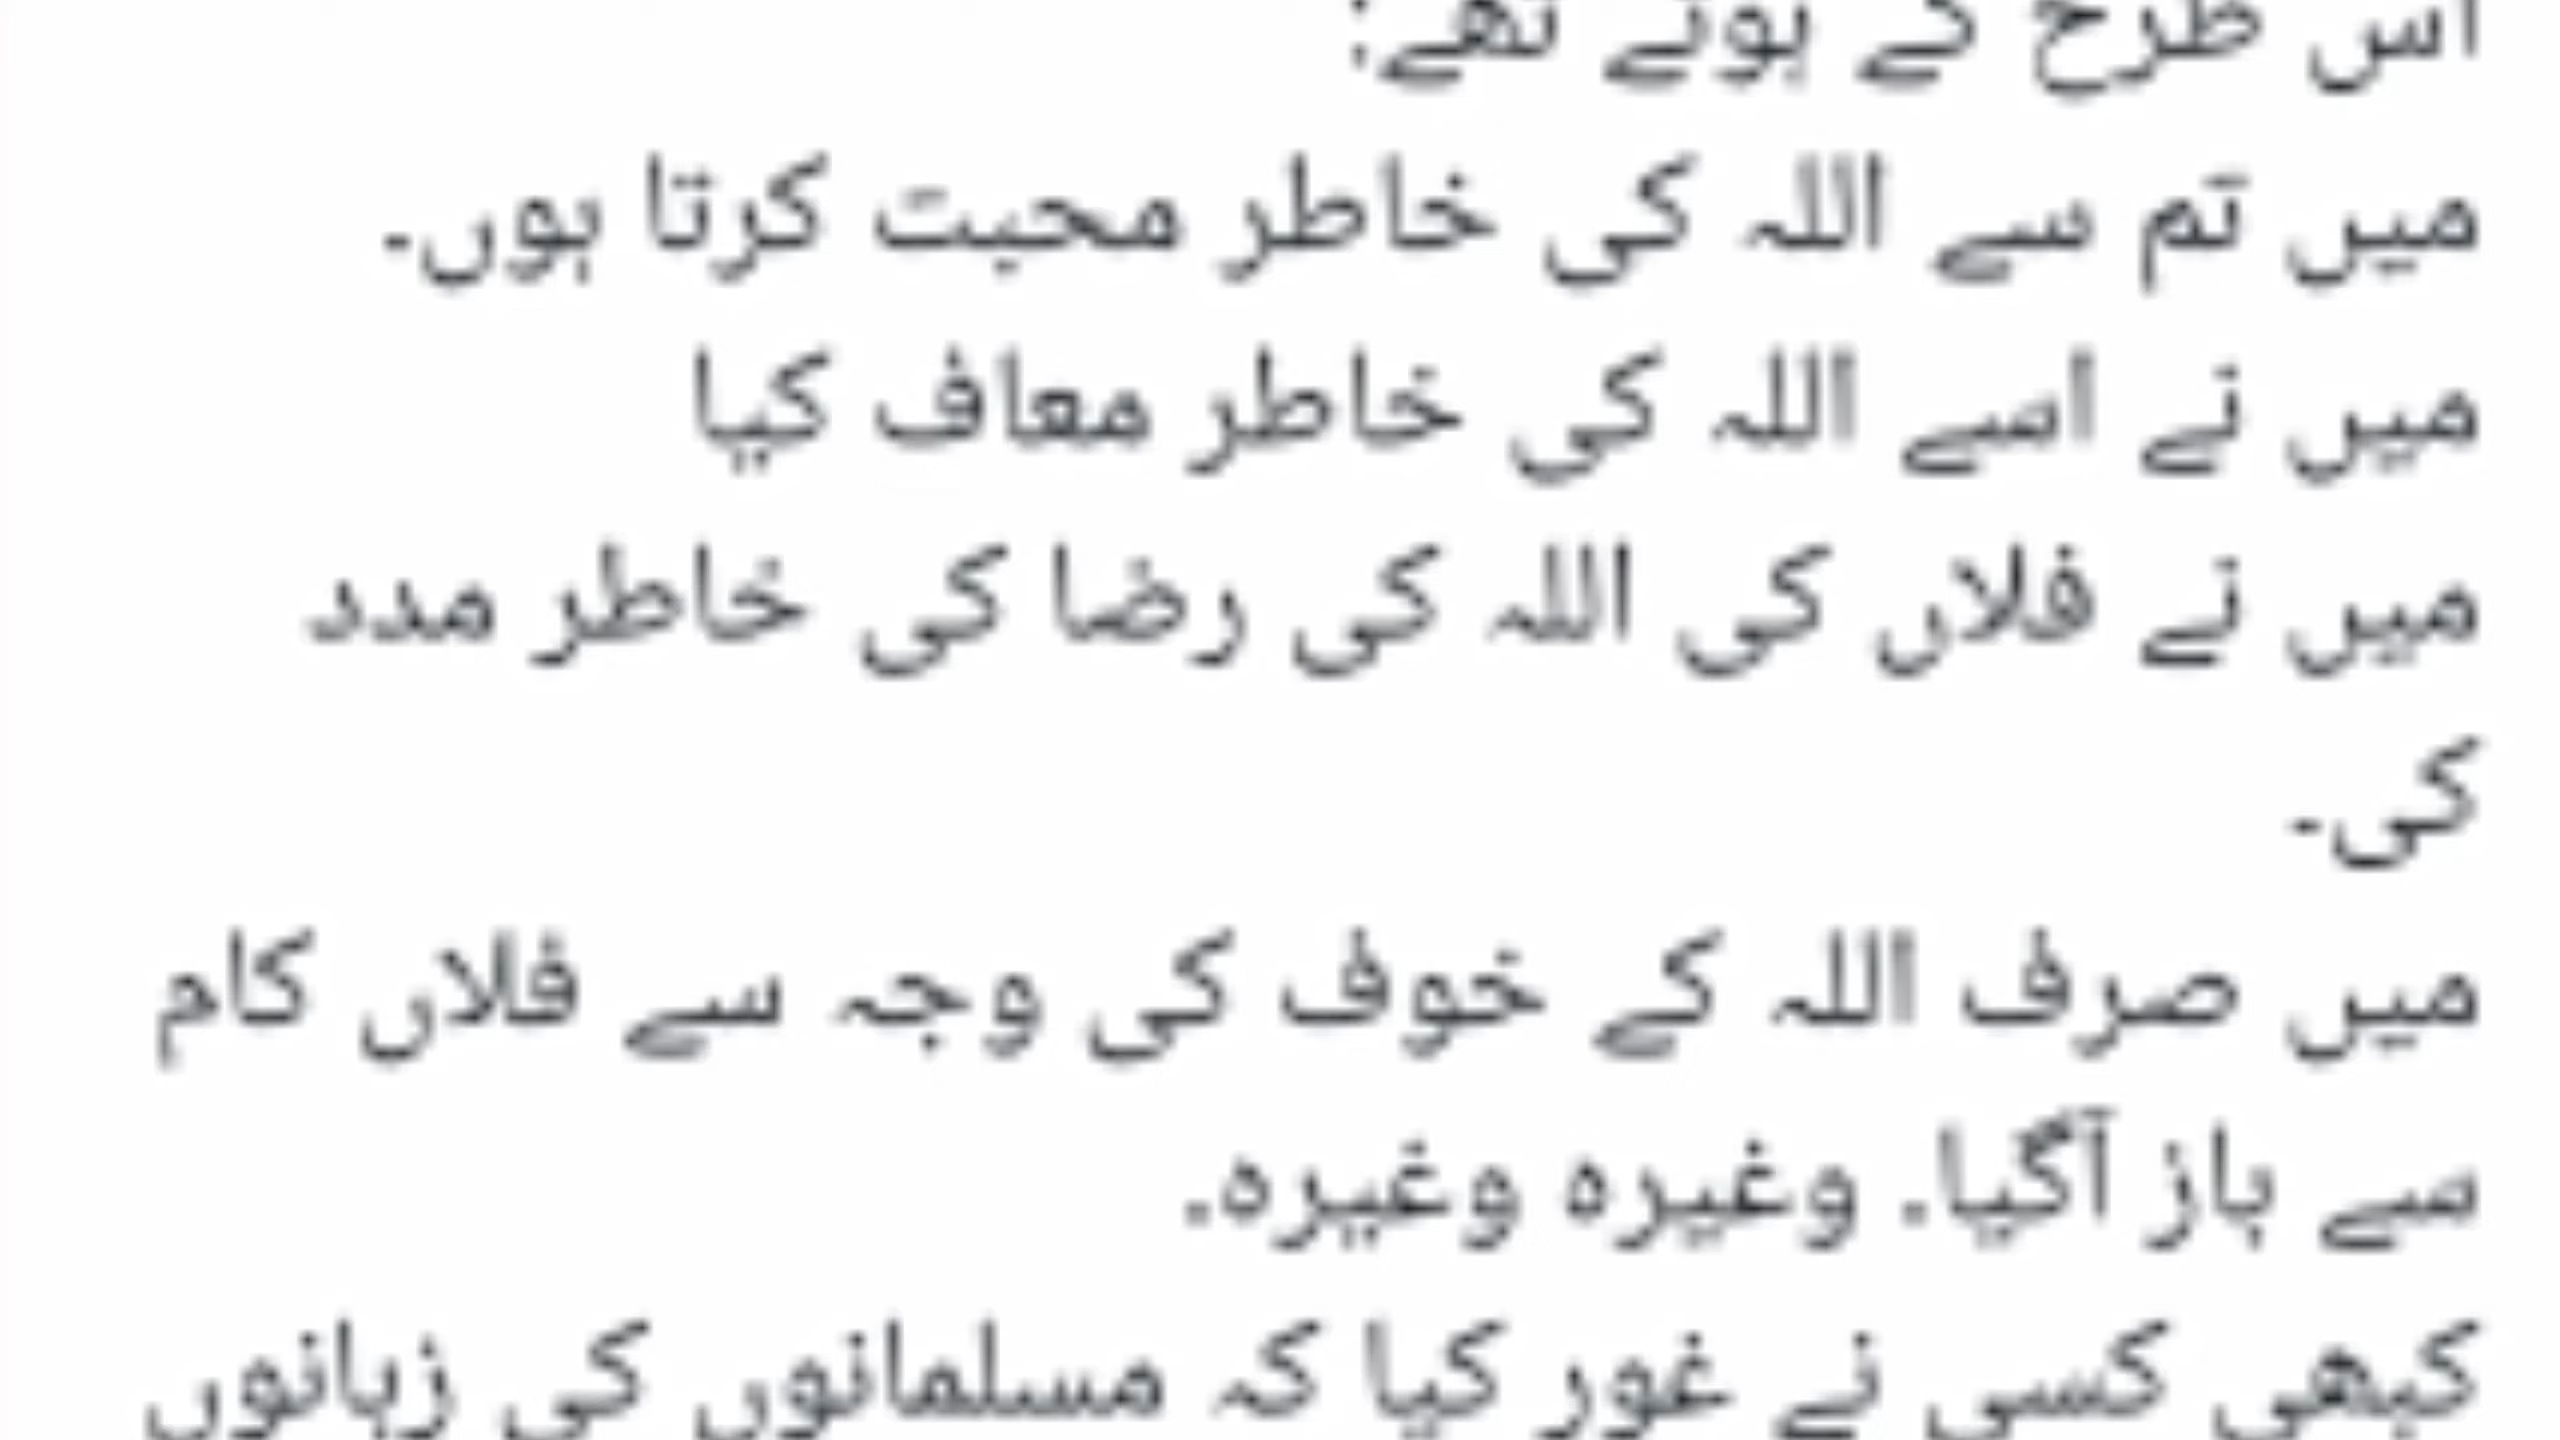 اس طرح کے ہوتے تھے:
میں تم سے اللہ کی خاطر محبت کرتا ہوں۔
میں نے اسے اللہ کی خاطر معاف کیا
میں نے فلاں کی اللہ کی رضا کی خاطر مدد
کی۔
میں صرف اللہ کے خوف کی وجہ سے فلاں کام
سے باز آگیا۔ وغیرہ وغیرہ۔
کبھی کسی نے غور کیا کہ مسلمانوں کی زبانوں